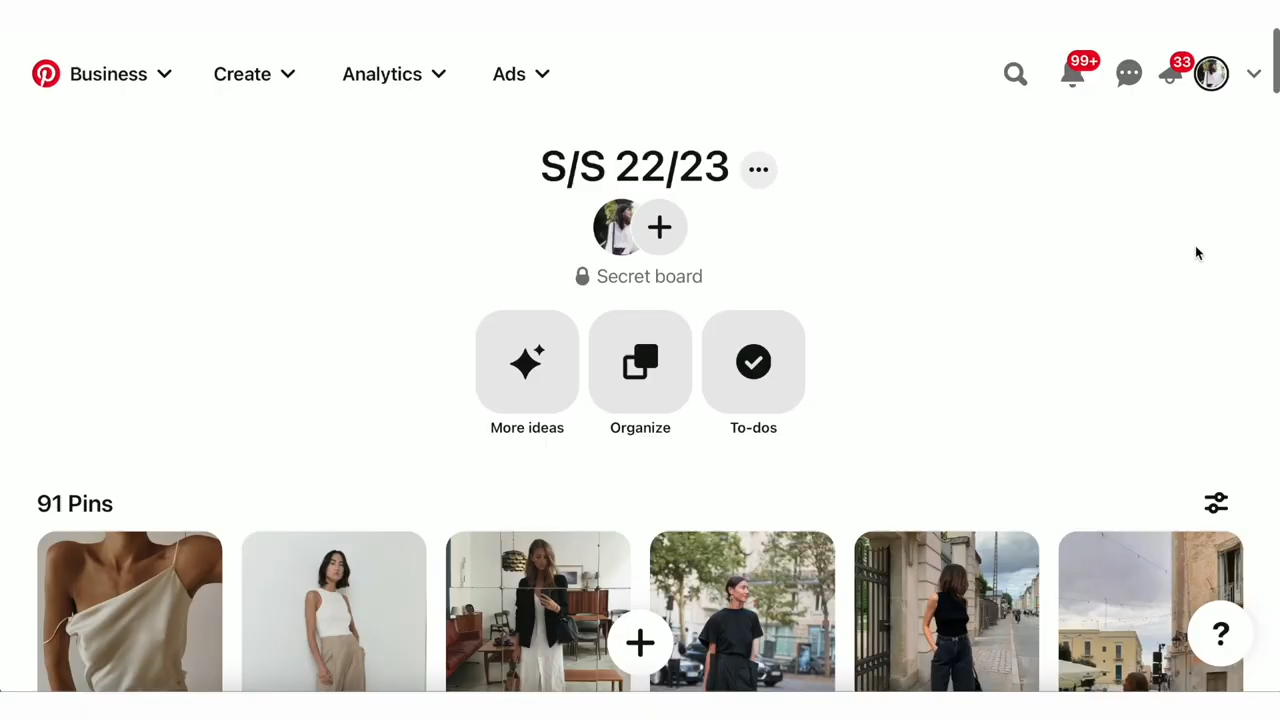 Business
Create
Analytics
Ads
99+
33
S/S 22/23
Secret board
More ideas
Organize
To-dos
91 Pins
?